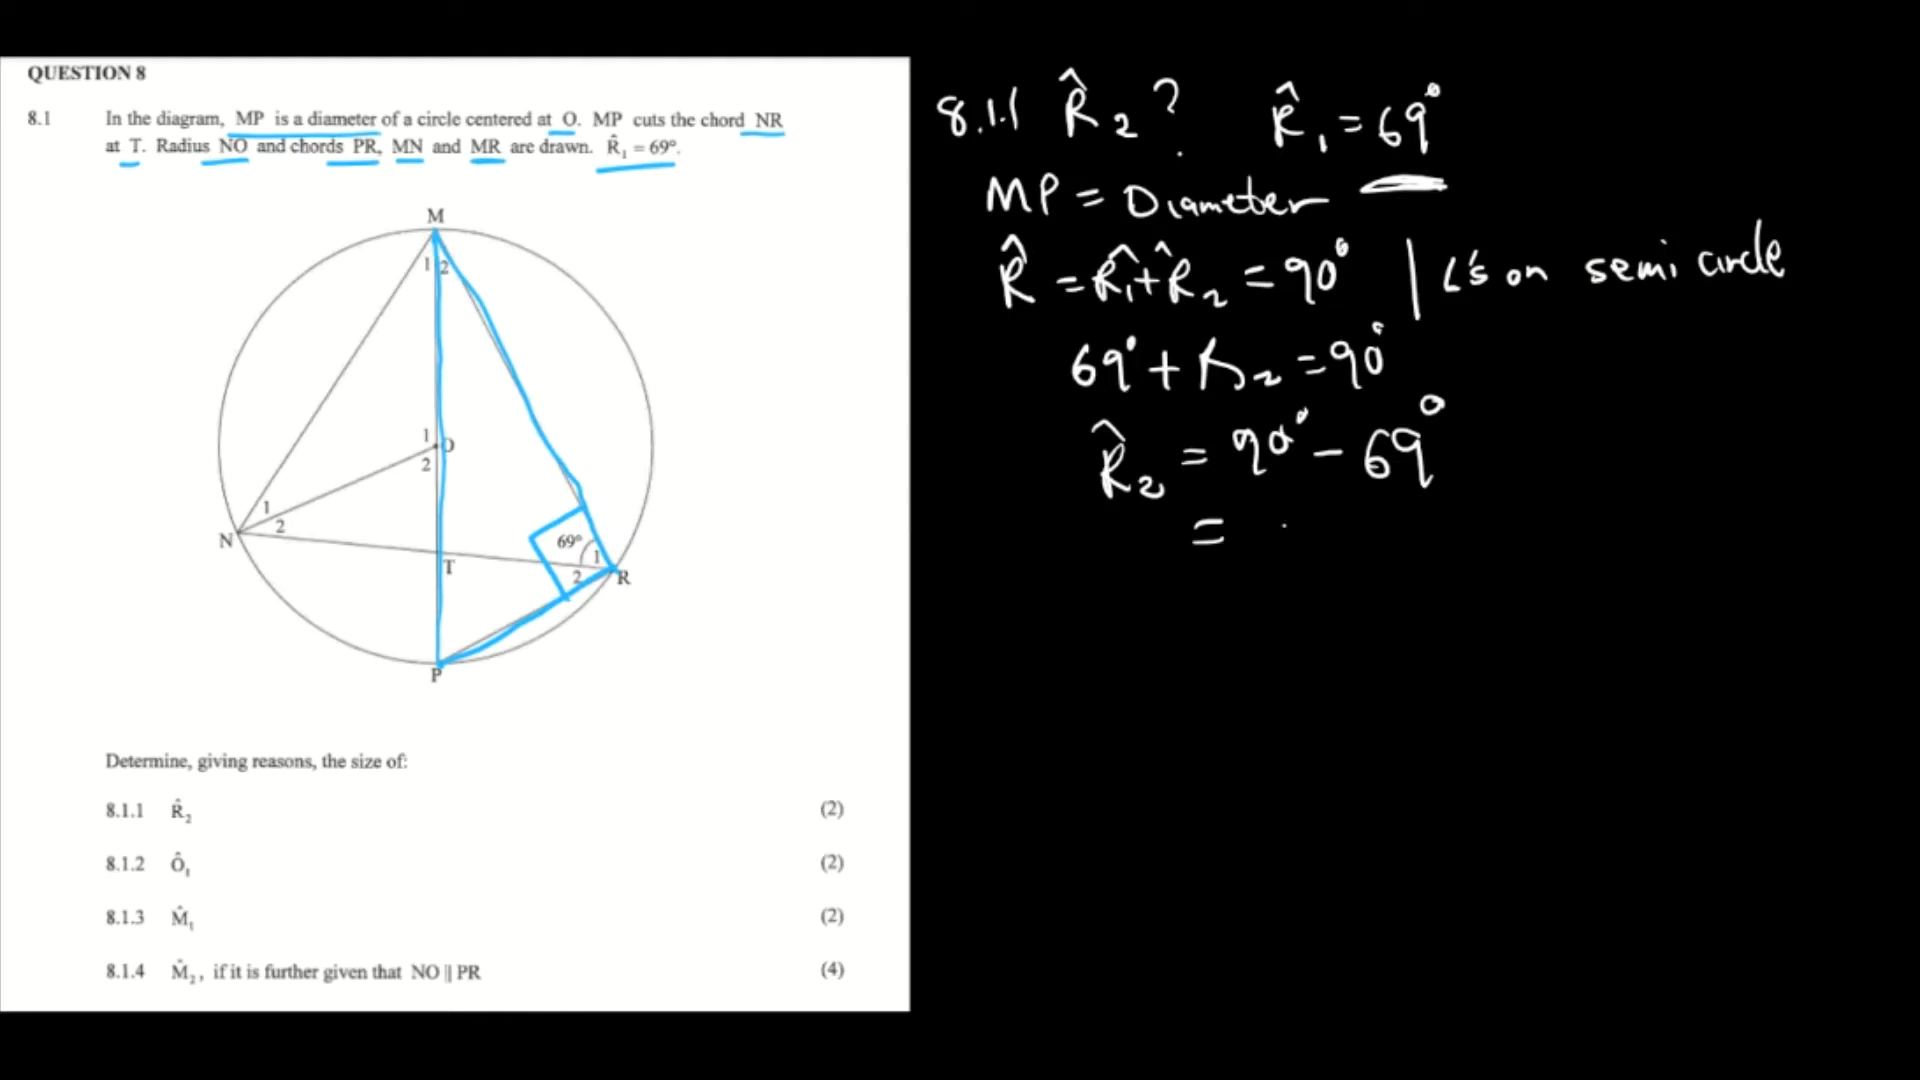 QUESTION 8
8.1 In the diagram, MP is a diameter of a circle centered at O. MP cuts the chord NR
at T. Radius NO and chords PR, MN and MR are drawn. R̂₁ = 69°.
M
1 2
1
O
2
1
2
N
T
69°
1
2
R
P
Determine, giving reasons, the size of:
8.1.1 R̂₂ (2)
8.1.2 Ô₁ (2)
8.1.3 M̂₁ (2)
8.1.4 M̂₂, if it is further given that NO || PR (4)
8.1.1 R̂₂ ? R̂₁ = 69°
MP = Diameter
R̂ = R̂₁ + R̂₂ = 90° | ∠'s on semi circle
69° + R₂ = 90°
R̂₂ = 90° − 69°
=